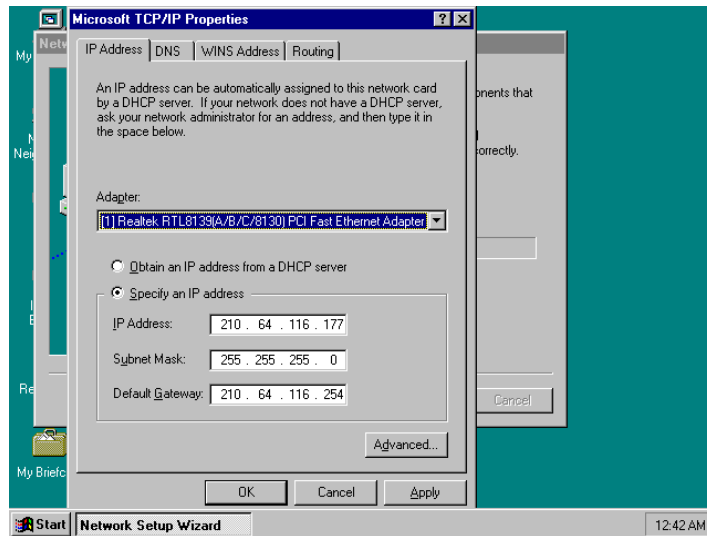 Microsoft TCP/IP Properties
IP Address DNS WINS Address Routing
An IP address can be automatically assigned to this network card
by a DHCP server. If your network does not have a DHCP server,
ask your network administrator for an address, and then type it in
the space below.
Adapter:
[1] Realtek RTL8139(A/B/C/8130) PCI Fast Ethernet Adapter
Obtain an IP address from a DHCP server
Specify an IP address
IP Address: 210 . 64 . 116 . 177
Subnet Mask: 255 . 255 . 255 . 0
Default Gateway: 210 . 64 . 116 . 254
Advanced...
OK Cancel Apply
Netw
My
Nei
Re
My Briefc
that
Cancel
Start Network Setup Wizard 12:42 AM